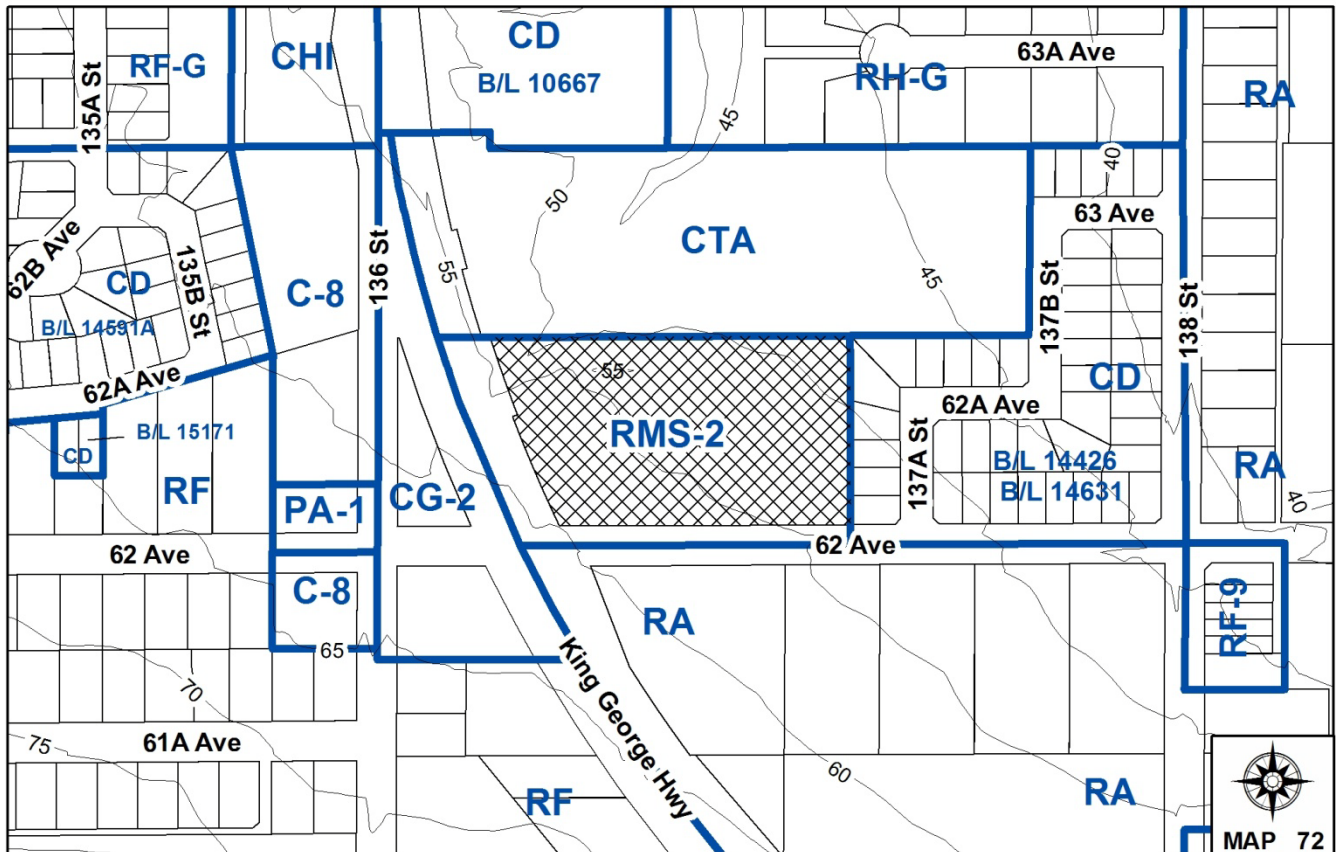 CD
B/L 10667
CHI
RF-G
63A Ave
RH-G
RA
135A St
45
40
50
63 Ave
CTA
62B Ave
CD
135B St
136 St
55
45
137B St
138 St
C-8
B/L 14591A
62A Ave
55
CD
62A Ave
RMS-2
B/L 15171
CD
RF
137A St
B/L 14426
B/L 14631
RA
40
PA-1
CG-2
62 Ave
62 Ave
C-8
RA
RF-9
65
70
King George Hwy
61A Ave
75
60
RF
RA
MAP 72